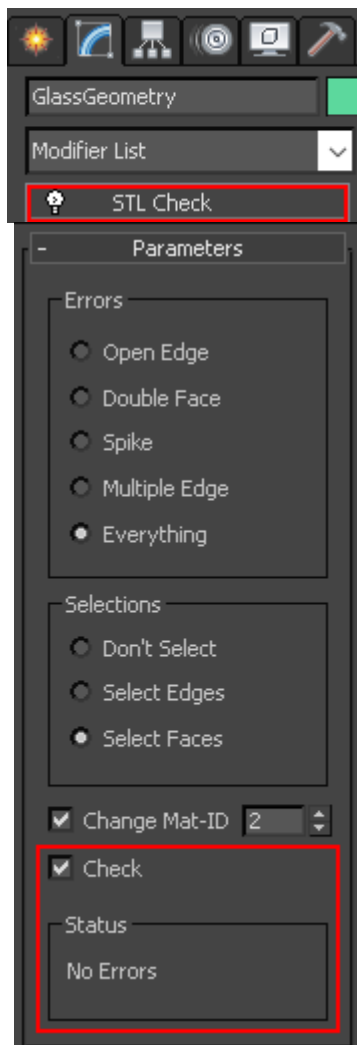 GlassGeometry
Modifier List
STL Check
- Parameters
Errors
Open Edge
Double Face
Spike
Multiple Edge
Everything
Selections
Don't Select
Select Edges
Select Faces
Change Mat-ID 2
Check
Status
No Errors